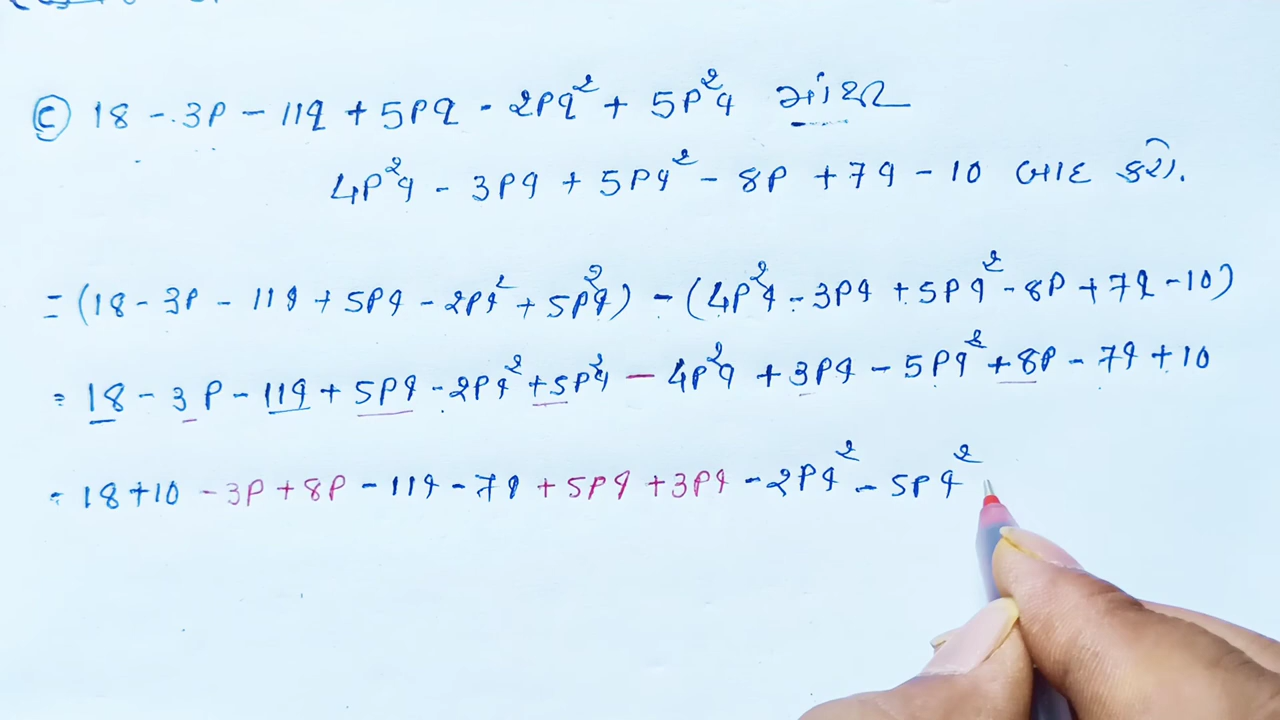 (C) 18 - 3P - 11q + 5Pq - 2Pq² + 5P²q માંથી
4P²q - 3Pq + 5Pq² - 8P + 7q - 10 બાદ કરો.
= (18 - 3P - 11q + 5Pq - 2Pq² + 5P²q) - (4P²q - 3Pq + 5Pq² - 8P + 7q - 10)
= 18 - 3P - 11q + 5Pq - 2Pq² + 5P²q - 4P²q + 3Pq - 5Pq² + 8P - 7q + 10
= 18 + 10 - 3P + 8P - 11q - 7q + 5Pq + 3Pq - 2Pq² - 5Pq²